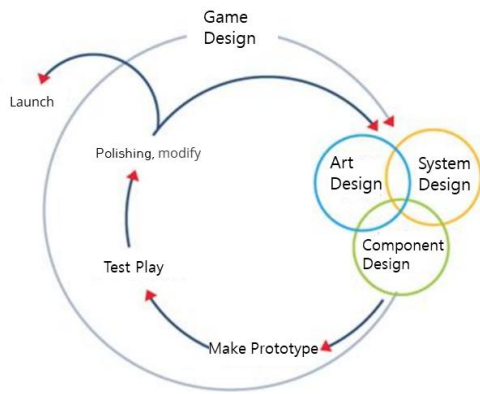 Game
Design
Launch
Polishing, modify
Art
Design
System
Design
Component
Design
Test Play
Make Prototype